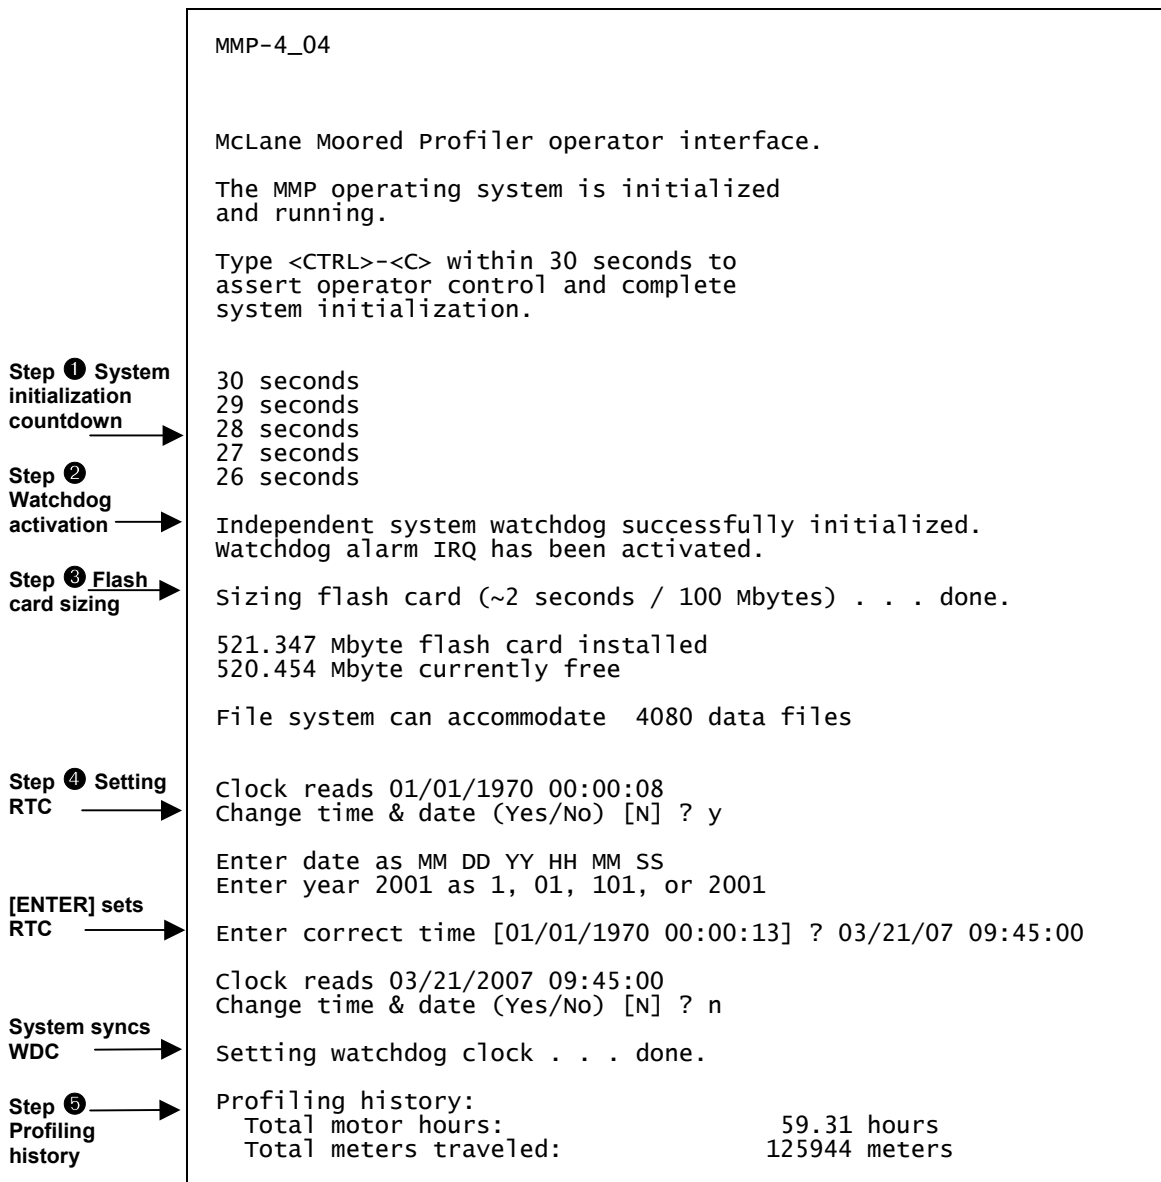 MMP-4_04
McLane Moored Profiler operator interface.
The MMP operating system is initialized
and running.
Type <CTRL>-<C> within 30 seconds to
assert operator control and complete
system initialization.
Step ❶ System
initialization
countdown
30 seconds
29 seconds
28 seconds
27 seconds
26 seconds
Step ❷
Watchdog
activation
Independent system watchdog successfully initialized.
Watchdog alarm IRQ has been activated.
Step ❸ Flash
card sizing
Sizing flash card (~2 seconds / 100 Mbytes) . . . done.
521.347 Mbyte flash card installed
520.454 Mbyte currently free
File system can accommodate  4080 data files
Step ❹ Setting
RTC
Clock reads 01/01/1970 00:00:08
Change time & date (Yes/No) [N] ? y
Enter date as MM DD YY HH MM SS
Enter year 2001 as 1, 01, 101, or 2001
[ENTER] sets
RTC
Enter correct time [01/01/1970 00:00:13] ? 03/21/07 09:45:00
Clock reads 03/21/2007 09:45:00
Change time & date (Yes/No) [N] ? n
System syncs
WDC
Setting watchdog clock . . . done.
Step ❺
Profiling
history
Profiling history:
Total motor hours: 59.31 hours
Total meters traveled: 125944 meters